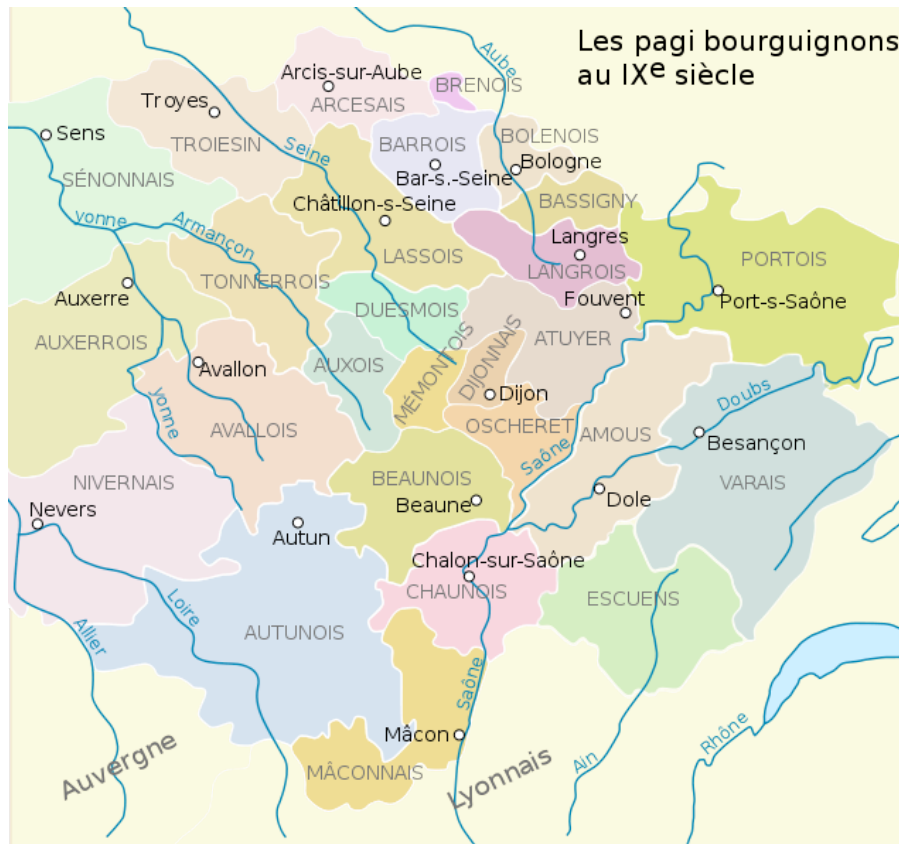 Les pagi bourguignons
au IXe siècle
Aube
Arcis-sur-Aube
ARCESAIS
BRENOIS
Troyes
TROIESIN
Sens
SÉNONNAIS
Seine
BARROIS
Bar-s.-Seine
BOLENOIS
Bologne
BASSIGNY
Châtillon-s-Seine
LASSOIS
yonne
Armançon
TONNERROIS
Langres
LANGROIS
PORTOIS
Port-s-Saône
Fouvent
Auxerre
AUXERROIS
DUESMOIS
ATUYER
AUXOIS
MÉMONTOIS
DIJONNAIS
Dijon
Avallon
AVALLOIS
yonne
OSCHERET
AMOUS
Doubs
Besançon
VARAIS
Saône
Dole
NIVERNAIS
Nevers
BEAUNOIS
Beaune
Autun
AUTUNOIS
Chalon-sur-Saône
CHAUNOIS
ESCUENS
Loire
Allier
Saône
Mâcon
MÂCONNAIS
Auvergne
Lyonnais
Ain
Rhône